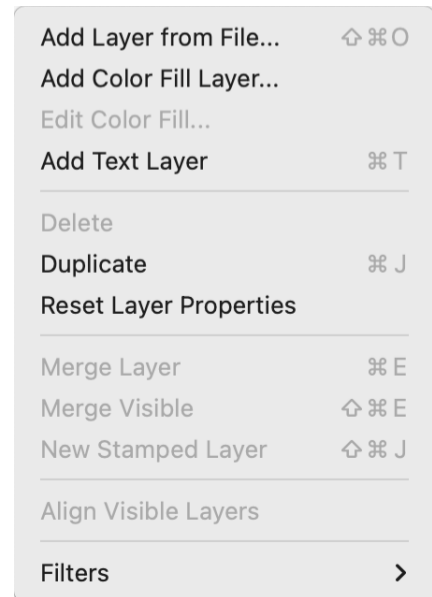 Add Layer from File... ⇧⌘O
Add Color Fill Layer...
Edit Color Fill...
Add Text Layer ⌘T
Delete
Duplicate ⌘J
Reset Layer Properties
Merge Layer ⌘E
Merge Visible ⇧⌘E
New Stamped Layer ⇧⌘J
Align Visible Layers
Filters >